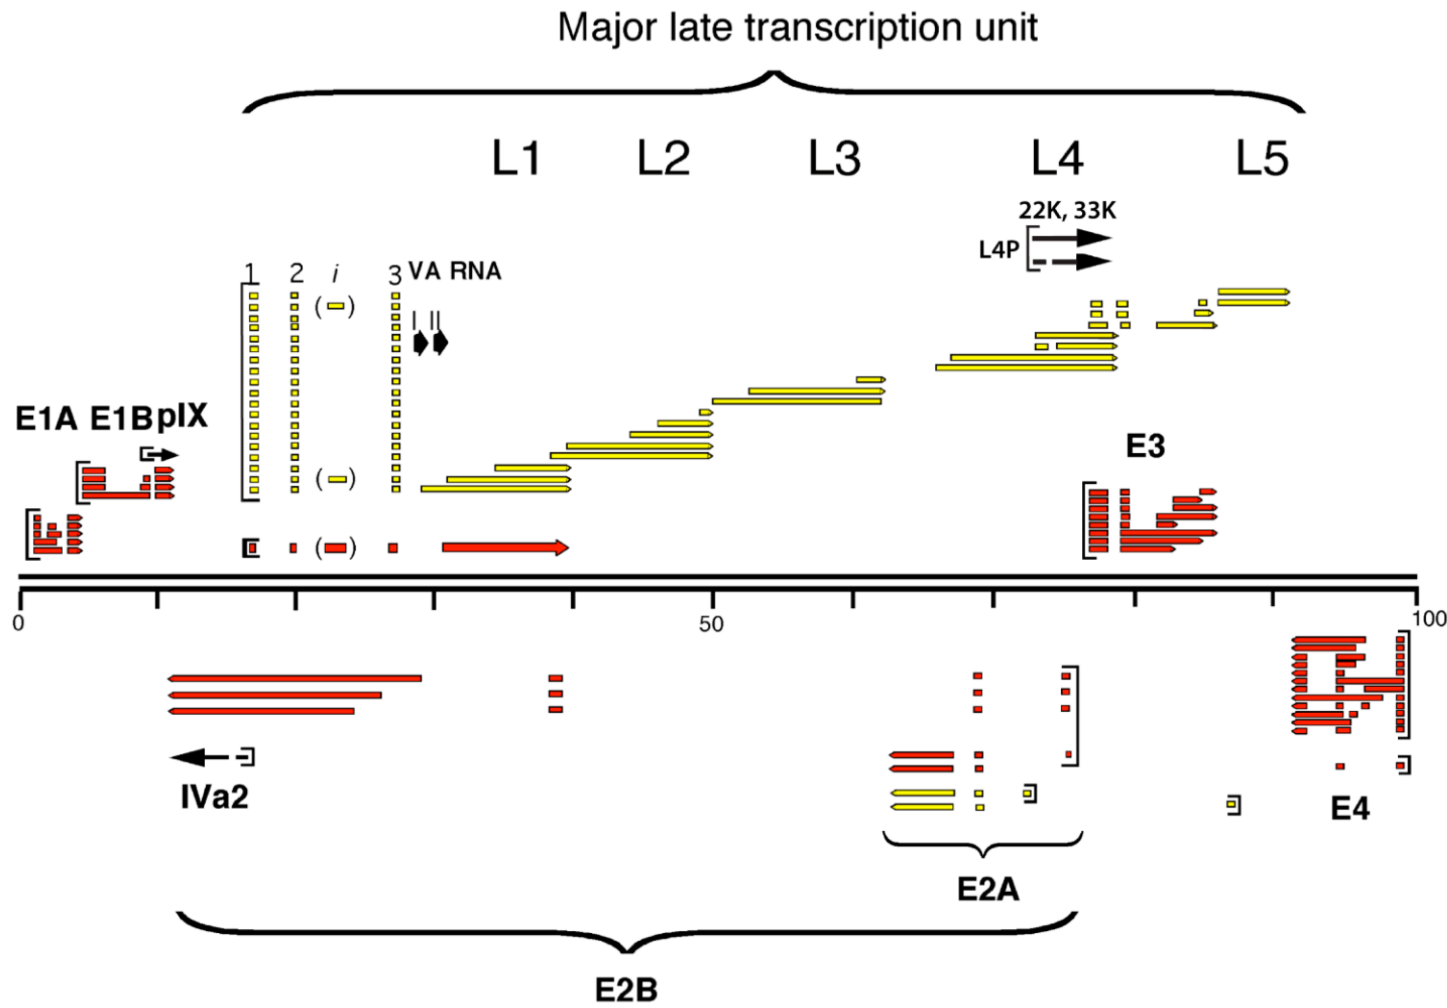 Major late transcription unit
L1 L2 L3 L4 L5
22K, 33K
L4P
1 2 i 3 VA RNA
I II
E1A E1B pIX
E3
0 50 100
IVa2
E4
E2A
E2B